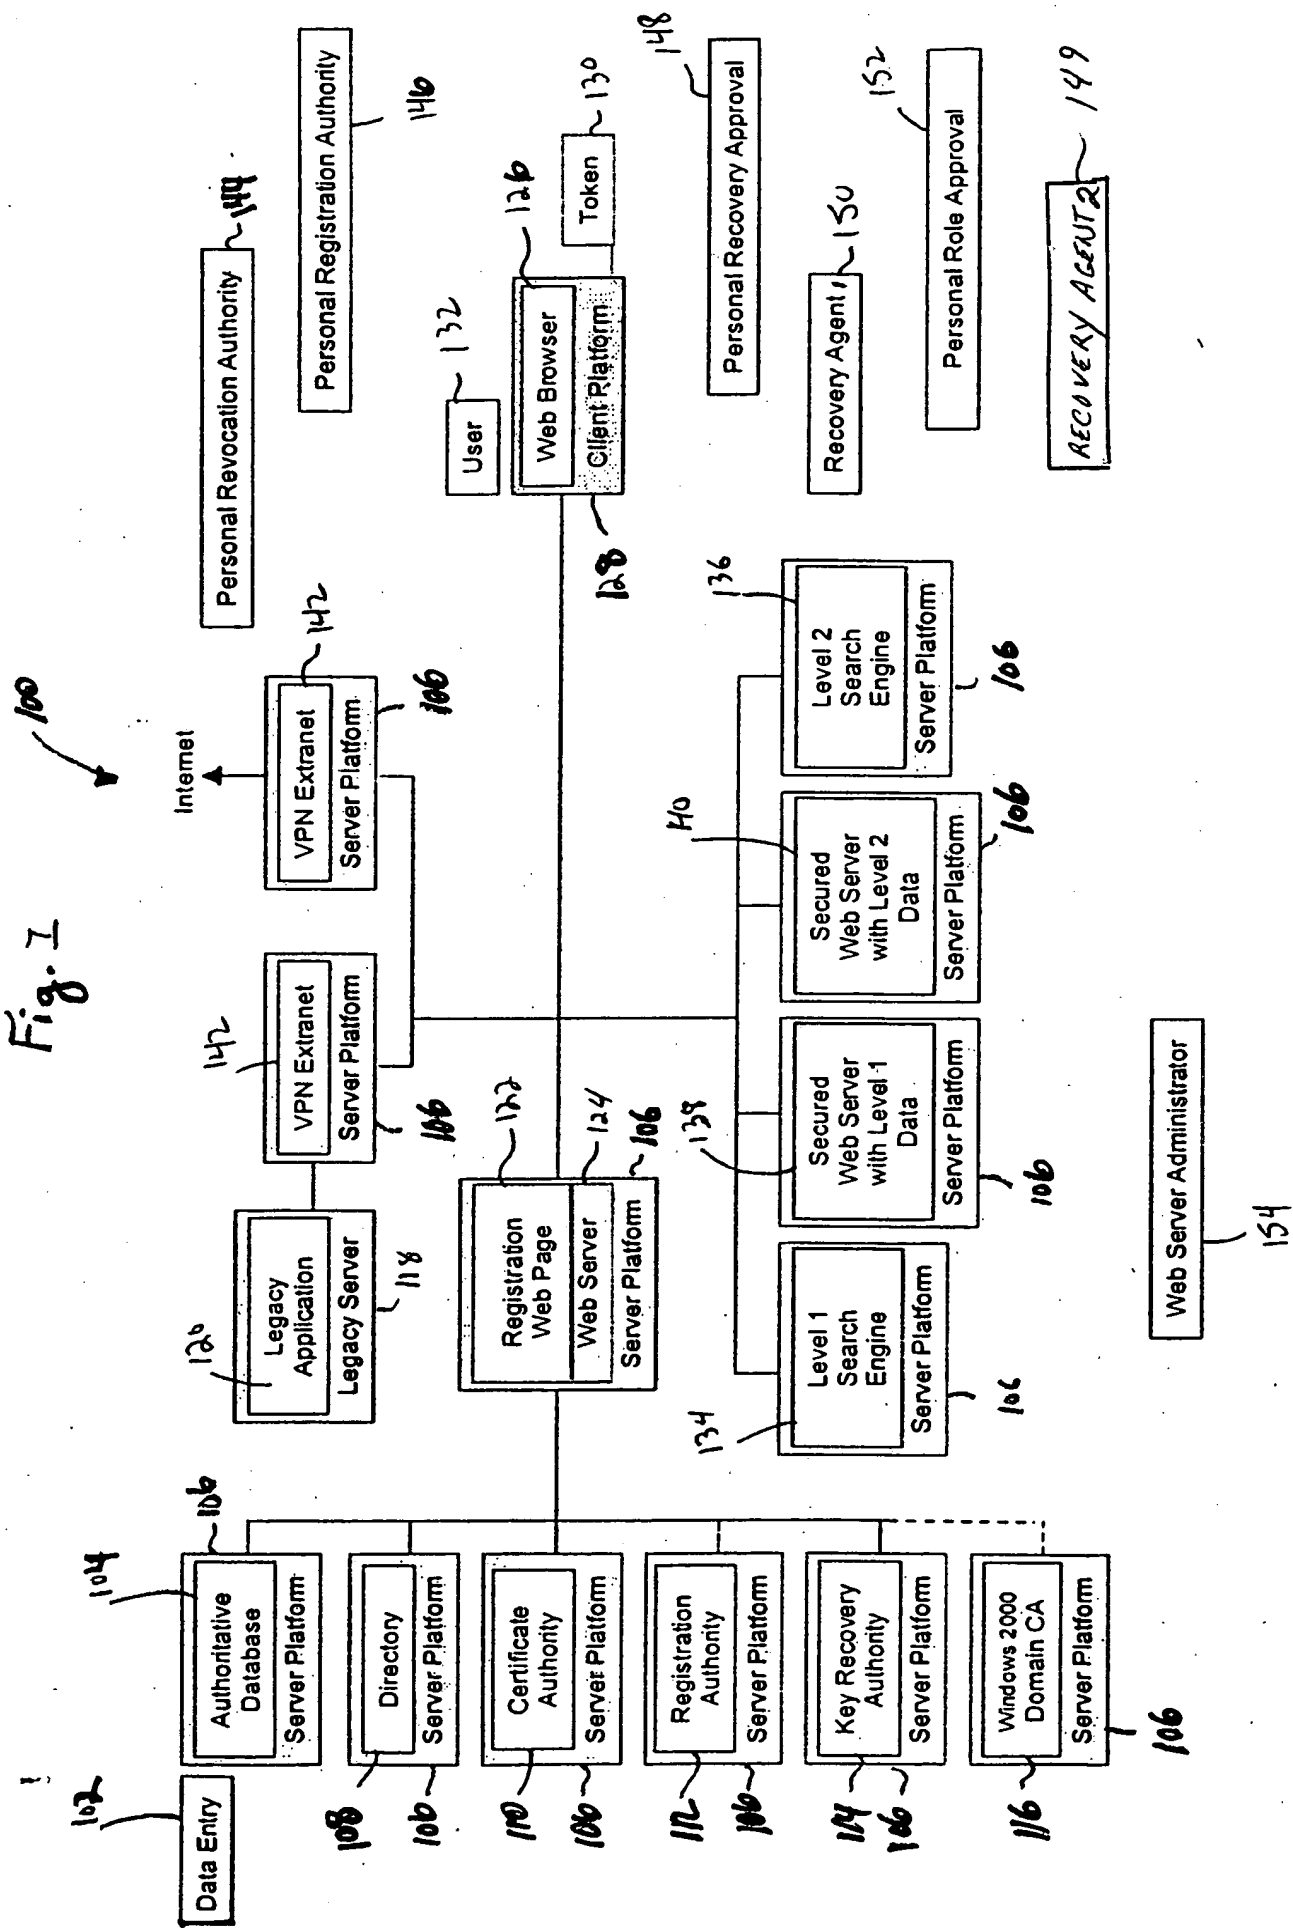 Fig. 1
100
102
Data Entry
104
106
Authoritative
Database
Server Platform
Directory
Server Platform
108
106
Certificate
Authority
Server Platform
110
106
Registration
Authority
Server Platform
112
106
Key Recovery
Authority
Server Platform
114
106
Windows 2000
Domain CA
Server Platform
116
106
120
Legacy
Application
Legacy Server
118
142
VPN Extranet
Server Platform
106
Internet
VPN Extranet
142
Server Platform
106
122
Registration
Web Page
124
Web Server
Server Platform
106
134
Level 1
Search
Engine
Server Platform
106
138
Secured
Web Server
with Level 1
Data
Server Platform
106
140
Secured
Web Server
with Level 2
Data
Server Platform
106
136
Level 2
Search
Engine
Server Platform
106
Personal Revocation Authority
144
Personal Registration Authority
146
User
132
Web Browser
126
Client Platform
128
Token
130
Personal Recovery Approval
148
Recovery Agent 1
150
Personal Role Approval
152
RECOVERY AGENT 2
149
Web Server Administrator
154